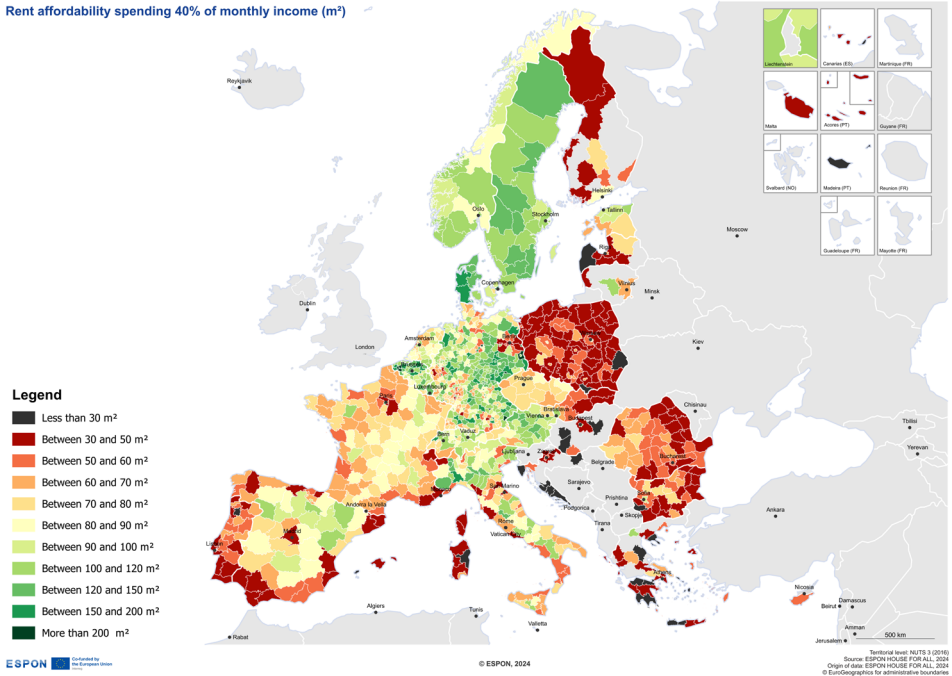 Rent affordability spending 40% of monthly income (m²)
Reykjavik
Oslo
Stockholm
Helsinki
Tallinn
Riga
Copenhagen
Vilnius
Minsk
Moscow
Dublin
London
Amsterdam
Brussels
Luxembourg
Paris
Prague
Kiev
Vienna
Bratislava
Budapest
Bern
Vaduz
Ljubljana
Zagreb
Chisinau
Belgrade
Bucharest
San Marino
Sarajevo
Prishtina
Sofia
Podgorica
Skopje
Tirana
Andorra la Vella
Rome
Vatican City
Madrid
Lisbon
Athens
Ankara
Tbilisi
Yerevan
Nicosia
Beirut
Damascus
Amman
Jerusalem
Algiers
Tunis
Valletta
Rabat
Liechtenstein
Canarias (ES)
Martinique (FR)
Malta
Acores (PT)
Guyane (FR)
Svalbard (NO)
Madeira (PT)
Reunion (FR)
Guadeloupe (FR)
Mayotte (FR)
Legend
Less than 30 m²
Between 30 and 50 m²
Between 50 and 60 m²
Between 60 and 70 m²
Between 70 and 80 m²
Between 80 and 90 m²
Between 90 and 100 m²
Between 100 and 120 m²
Between 120 and 150 m²
Between 150 and 200 m²
More than 200 m²
500 km
ESPON
Co-funded by
the European Union
© ESPON, 2024
Territorial level: NUTS 3 (2016)
Source: ESPON HOUSE FOR ALL, 2024
Origin of data: ESPON HOUSE FOR ALL, 2024
© EuroGeographics for administrative boundaries